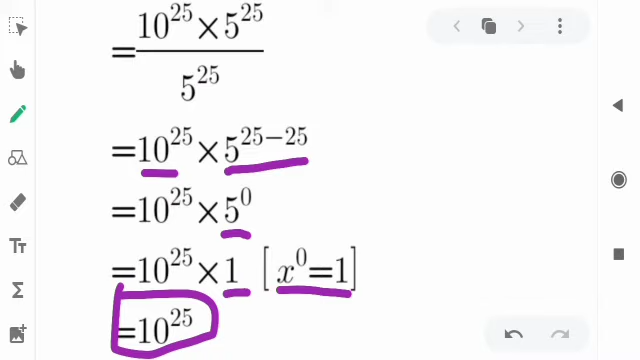 = 10^25 × 5^25 / 5^25
= 10^25 × 5^25−25
= 10^25 × 5^0
= 10^25 × 1 [ x^0 = 1 ]
= 10^25